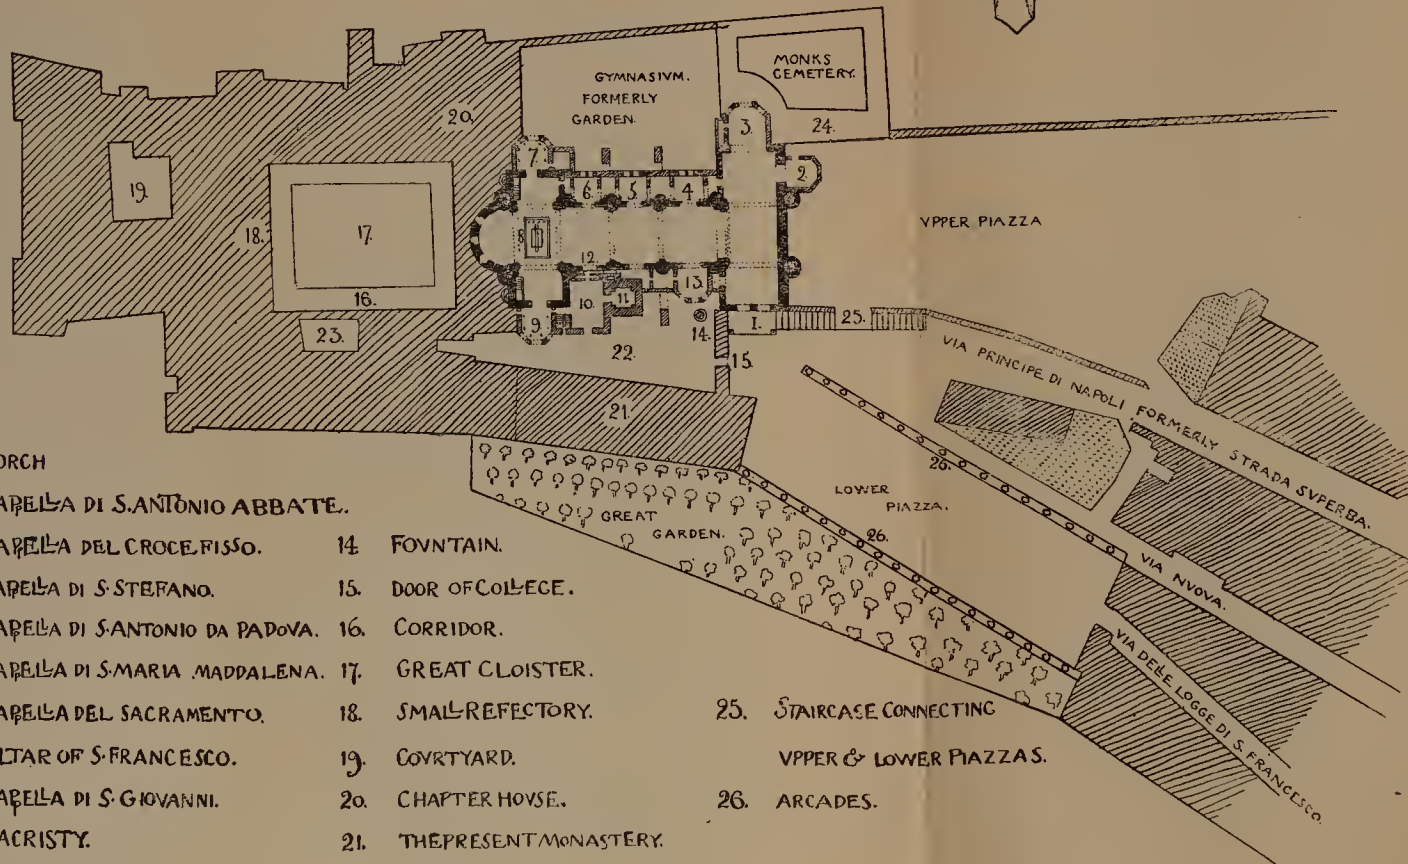 MONKS
CEMETERY.
GYMNASIVM.
FORMERLY
GARDEN.
20.
3.
24.
7.
2.
19.
6.
5.
4.
18.
17.
8
VPPER PIAZZA
12.
16.
10.
11.
13.
23.
9.
22.
14.
1.
25.
15.
21.
VIA PRINCIPE DI NAPOLI FORMERLY STRADA SVPERBA.
26.
LOWER
PIAZZA.
GREAT
GARDEN.
26.
VIA NVOVA.
VIA DELLE LOGGE DI S. FRANCESCO.
ORCH
APELLA DI S.ANTONIO ABBATE.
APELLA DEL CROCEFISSO.
APELLA DI S.STEFANO.
APELLA DI S.ANTONIO DA PADOVA.
APELLA DI S.MARIA MADDALENA.
APELLA DEL SACRAMENTO.
LTAR OF S.FRANCESCO.
APELLA DI S.GIOVANNI.
ACRISTY.
14 FOVNTAIN.
15. DOOR OF COLLEGE.
16. CORRIDOR.
17. GREAT CLOISTER.
18. SMALL REFECTORY.
19. COVRTYARD.
20. CHAPTER HOVSE.
21. THE PRESENT MONASTERY.
25. STAIRCASE CONNECTING
VPPER & LOWER PIAZZAS.
26. ARCADES.